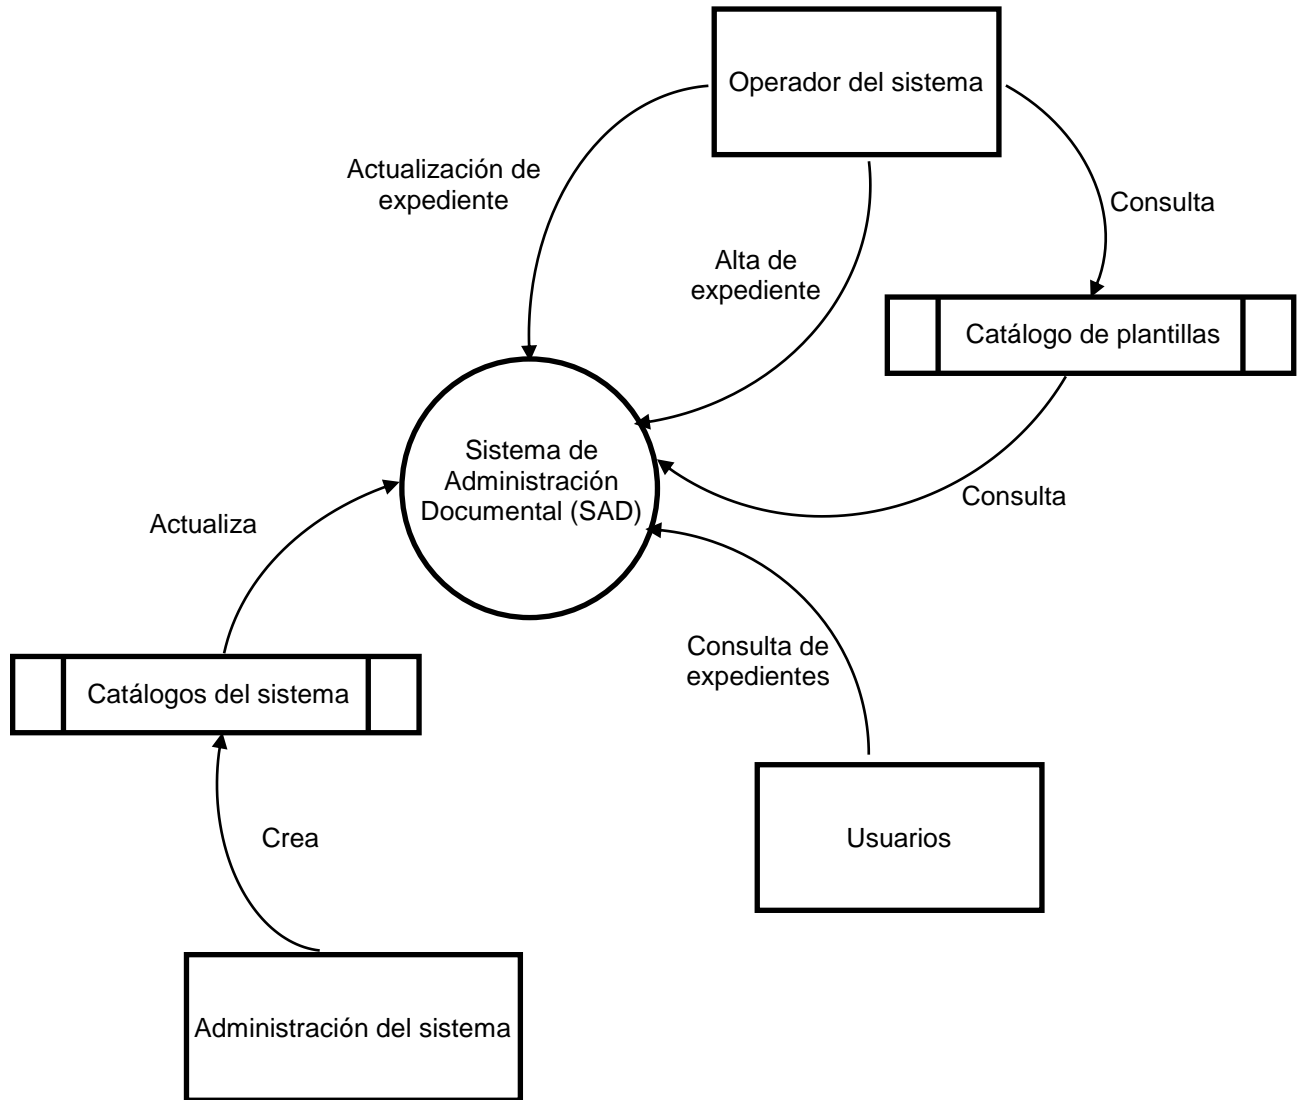 Operador del sistema
Actualización de
expediente
Consulta
Alta de
expediente
Catálogo de plantillas
Sistema de
Administración
Documental (SAD)
Consulta
Actualiza
Consulta de
expedientes
Catálogos del sistema
Crea
Usuarios
Administración del sistema